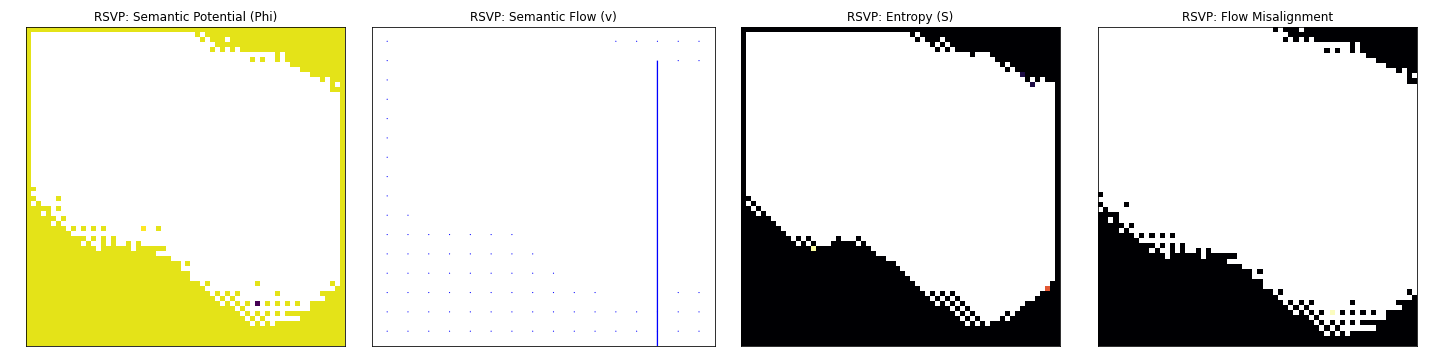 RSVP: Semantic Potential (Phi)
RSVP: Semantic Flow (v)
RSVP: Entropy (S)
RSVP: Flow Misalignment